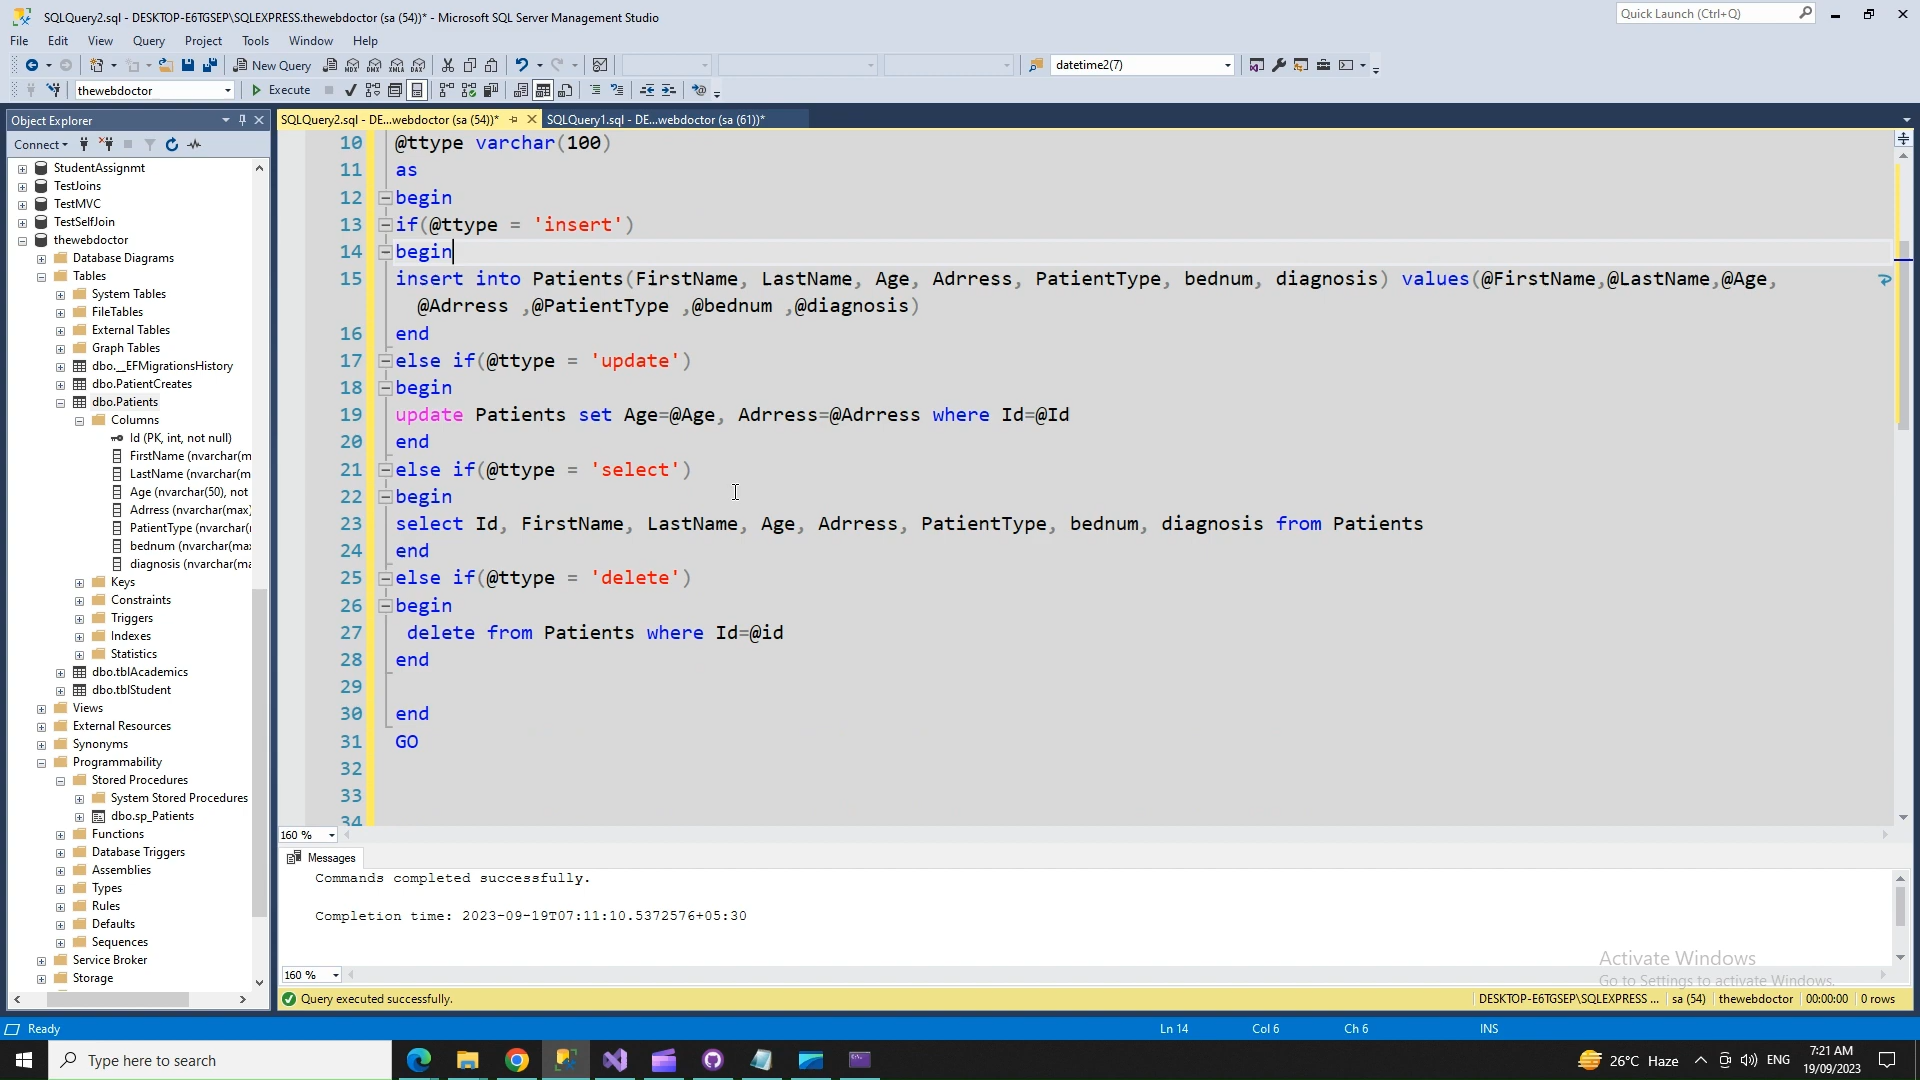 SQLQuery2.sql - DESKTOP-E6TGSEP\SQLEXPRESS.thewebdoctor (sa (54))* - Microsoft SQL Server Management Studio
Quick Launch (Ctrl+Q)
File Edit View Query Project Tools Window Help
New Query
datetime2(7)
thewebdoctor
Execute
Object Explorer
SQLQuery2.sql - DE...webdoctor (sa (54))*
SQLQuery1.sql - DE...webdoctor (sa (61))*
Connect
StudentAssignmt
TestJoins
TestMVC
TestSelfJoin
thewebdoctor
Database Diagrams
Tables
System Tables
FileTables
External Tables
Graph Tables
dbo.__EFMigrationsHistory
dbo.PatientCreates
dbo.Patients
Columns
Id (PK, int, not null)
FirstName (nvarchar(m
LastName (nvarchar(m
Age (nvarchar(50), not
Adrress (nvarchar(max)
PatientType (nvarchar(r
bednum (nvarchar(max
diagnosis (nvarchar(ma
Keys
Constraints
Triggers
Indexes
Statistics
dbo.tblAcademics
dbo.tblStudent
Views
External Resources
Synonyms
Programmability
Stored Procedures
System Stored Procedures
dbo.sp_Patients
Functions
Database Triggers
Assemblies
Types
Rules
Defaults
Sequences
Service Broker
Storage
10 @ttype varchar(100)
11 as
12 begin
13 if(@ttype = 'insert')
14 begin
15 insert into Patients(FirstName, LastName, Age, Adrress, PatientType, bednum, diagnosis) values(@FirstName,@LastName,@Age,
@Adrress ,@PatientType ,@bednum ,@diagnosis)
16 end
17 else if(@ttype = 'update')
18 begin
19 update Patients set Age=@Age, Adrress=@Adrress where Id=@Id
20 end
21 else if(@ttype = 'select')
22 begin
23 select Id, FirstName, LastName, Age, Adrress, PatientType, bednum, diagnosis from Patients
24 end
25 else if(@ttype = 'delete')
26 begin
27 delete from Patients where Id=@id
28 end
29
30 end
31 GO
32
33
34
160 %
Messages
Commands completed successfully.
Completion time: 2023-09-19T07:11:10.5372576+05:30
160 %
Activate Windows
Go to Settings to activate Windows.
Query executed successfully.
DESKTOP-E6TGSEP\SQLEXPRESS ... sa (54) thewebdoctor 00:00:00 0 rows
Ready
Ln 14 Col 6 Ch 6 INS
Type here to search
26°C Haze
ENG
7:21 AM
19/09/2023